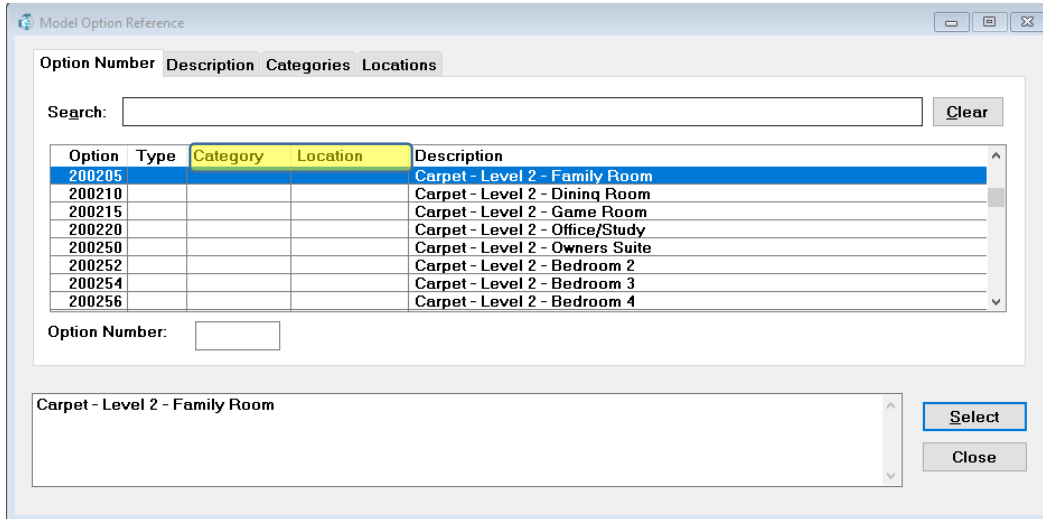 Model Option Reference
Option Number Description Categories Locations
Search: Clear
Option Type Category Location Description
200205 Carpet - Level 2 - Family Room
200210 Carpet - Level 2 - Dining Room
200215 Carpet - Level 2 - Game Room
200220 Carpet - Level 2 - Office/Study
200250 Carpet - Level 2 - Owners Suite
200252 Carpet - Level 2 - Bedroom 2
200254 Carpet - Level 2 - Bedroom 3
200256 Carpet - Level 2 - Bedroom 4
Option Number:
Carpet - Level 2 - Family Room
Select
Close